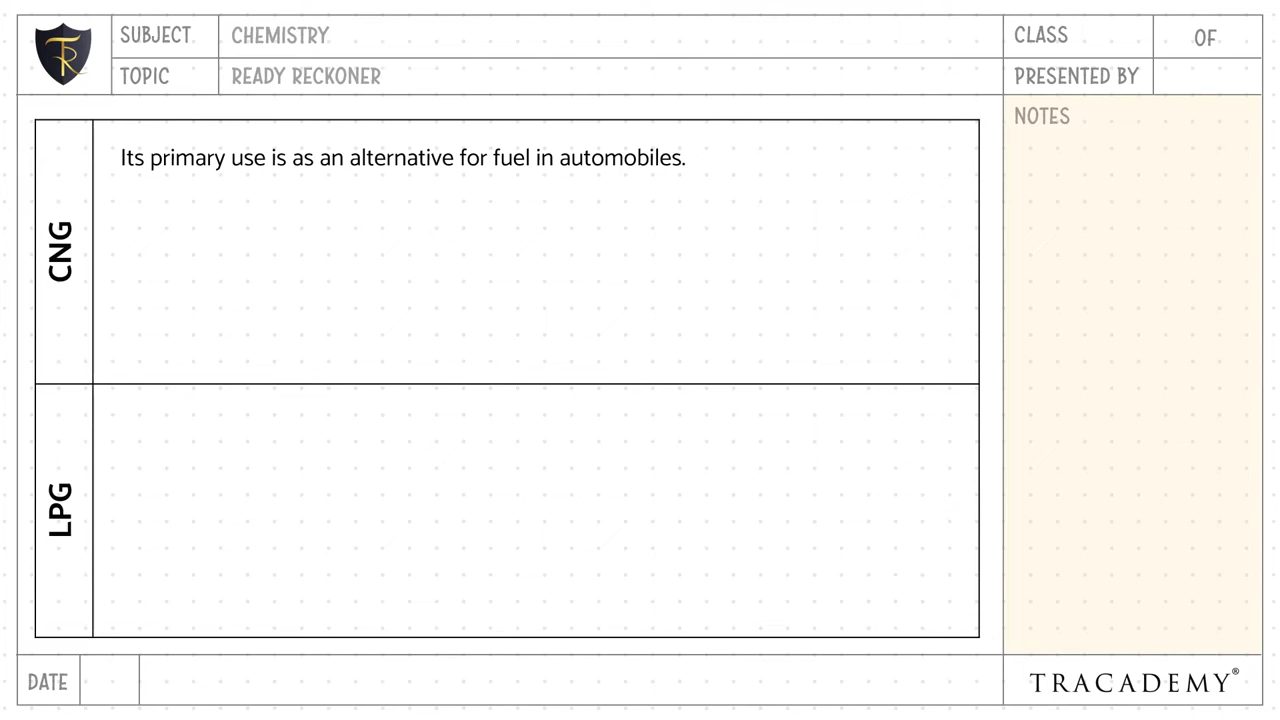 SUBJECT
CHEMISTRY
CLASS
OF
TOPIC
READY RECKONER
PRESENTED BY
NOTES
CNG
Its primary use is as an alternative for fuel in automobiles.
LPG
DATE
TRACADEMY®